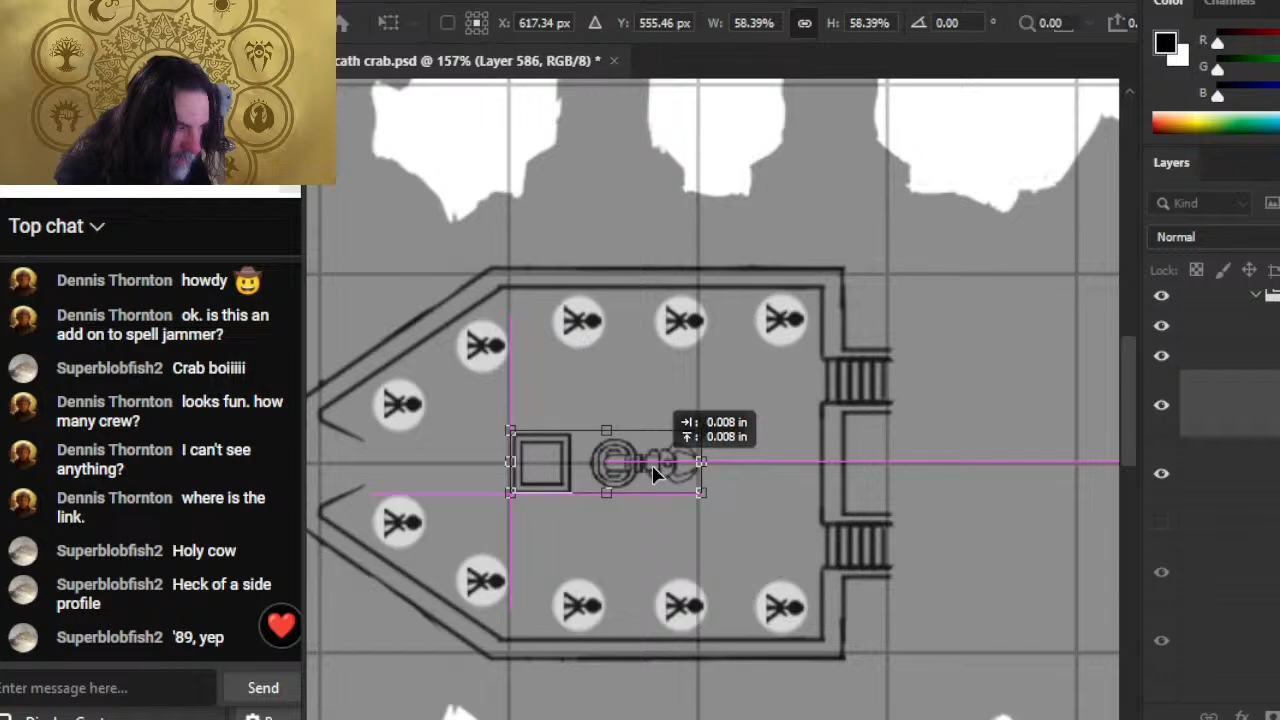 X: 617.34 px
Y: 555.46 px
W: 58.39%
H: 58.39%
0.00 °
0.00
0.
Color
Channels
cath crab.psd @ 157% (Layer 586, RGB/8) * ×
R
G
B
Layers
Kind
Normal
Lock:
Top chat
Dennis Thornton howdy 🤠
Dennis Thornton ok. is this an
add on to spell jammer?
Superblobfish2 Crab boiiiii
Dennis Thornton looks fun. how
many crew?
Dennis Thornton I can't see
anything?
Dennis Thornton where is the
link.
Superblobfish2 Holy cow
Superblobfish2 Heck of a side
profile
Superblobfish2 '89, yep
Enter message here...
Send
0.008 in
0.008 in
fx